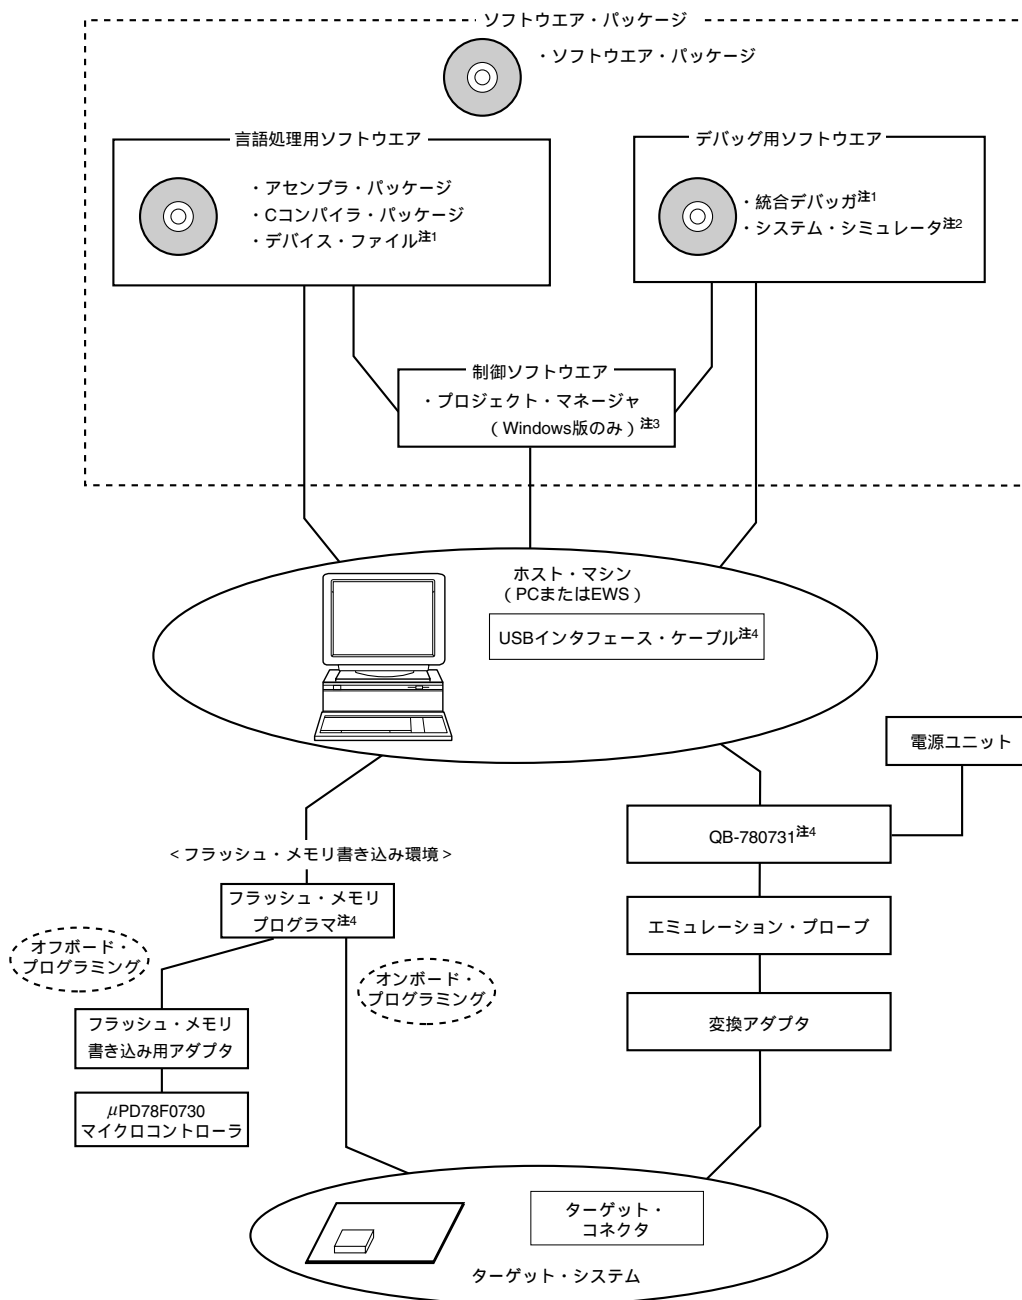 ソフトウエア・パッケージ
・ソフトウエア・パッケージ
言語処理用ソフトウエア
・アセンブラ・パッケージ
・Cコンパイラ・パッケージ
・デバイス・ファイル注1
デバッグ用ソフトウエア
・統合デバッガ注1
・システム・シミュレータ注2
制御ソフトウエア
・プロジェクト・マネージャ
（Windows版のみ）注3
ホスト・マシン
（PCまたはEWS）
USBインタフェース・ケーブル注4
電源ユニット
QB-780731注4
<フラッシュ・メモリ書き込み環境>
フラッシュ・メモリ
プログラマ注4
エミュレーション・プローブ
オフボード・
プログラミング
オンボード・
プログラミング
フラッシュ・メモリ
書き込み用アダプタ
変換アダプタ
μPD78F0730
マイクロコントローラ
ターゲット・
コネクタ
ターゲット・システム